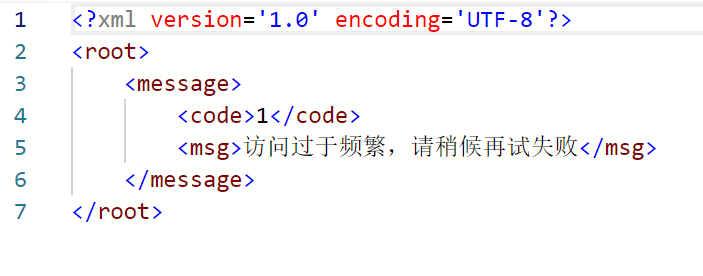 1 <?xml version='1.0' encoding='UTF-8'?>
2 <root>
3 <message>
4 <code>1</code>
5 <msg>访问过于频繁，请稍候再试失败</msg>
6 </message>
7 </root>